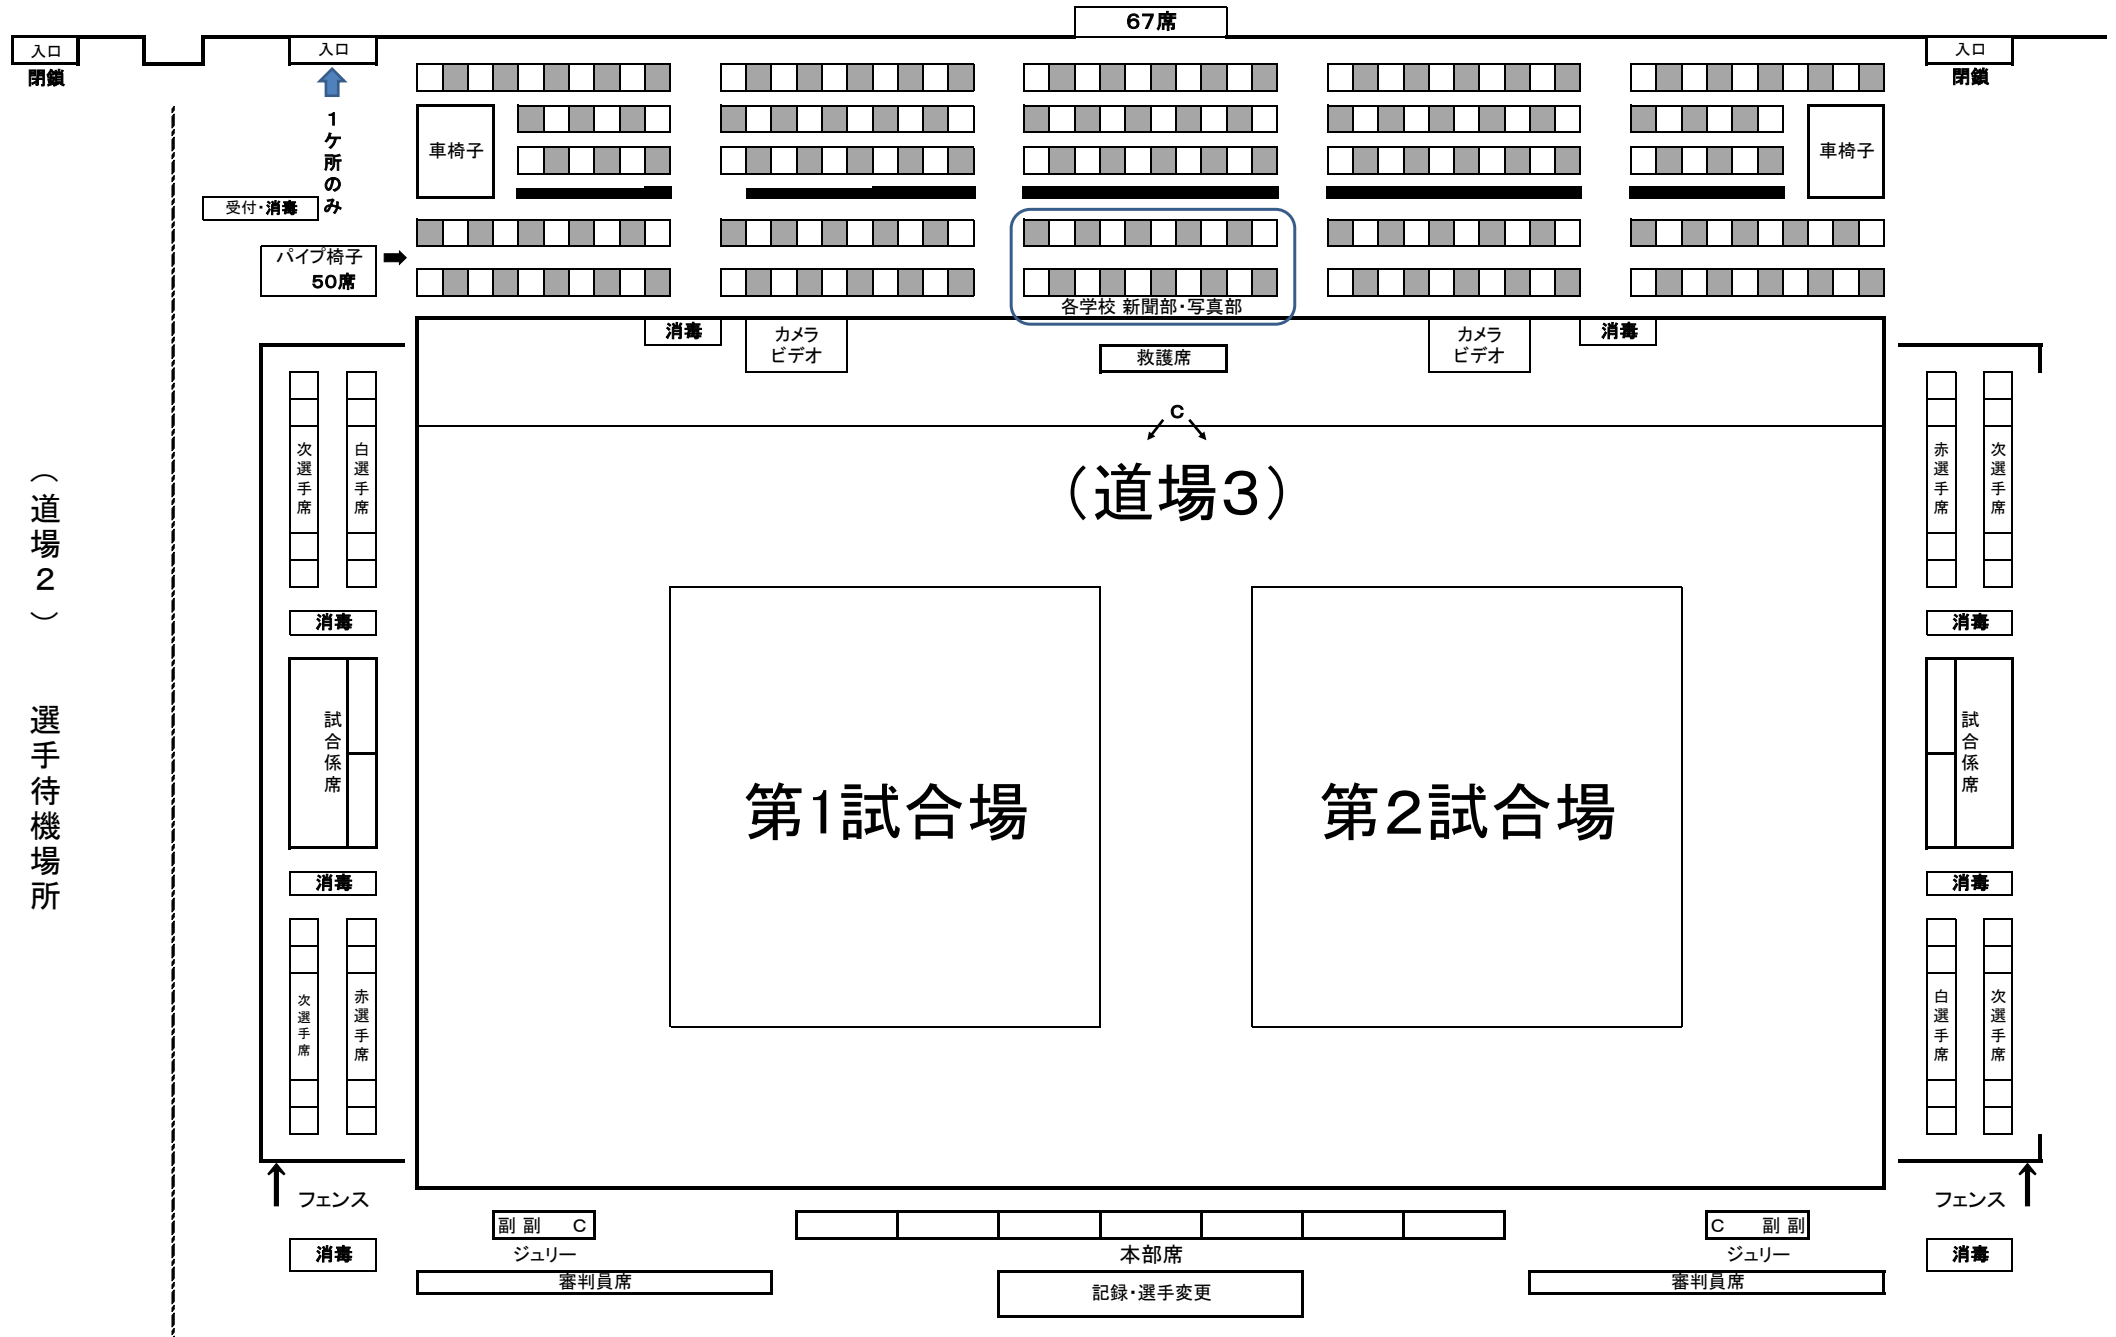 67席
入口
閉鎖
入口
入口
閉鎖
1ケ所のみ
車椅子
車椅子
受付・消毒
パイプ椅子
50席
各学校 新聞部・写真部
消毒
カメラ
ビデオ
救護席
カメラ
ビデオ
消毒
C
(道場3)
(道場2) 選手待機場所
次選手席
白選手席
赤選手席
次選手席
消毒
消毒
試合係席
第1試合場
第2試合場
試合係席
消毒
消毒
次選手席
赤選手席
白選手席
次選手席
フェンス
フェンス
副 副 C
C 副 副
消毒
ジュリー
本部席
ジュリー
消毒
審判員席
記録・選手変更
審判員席